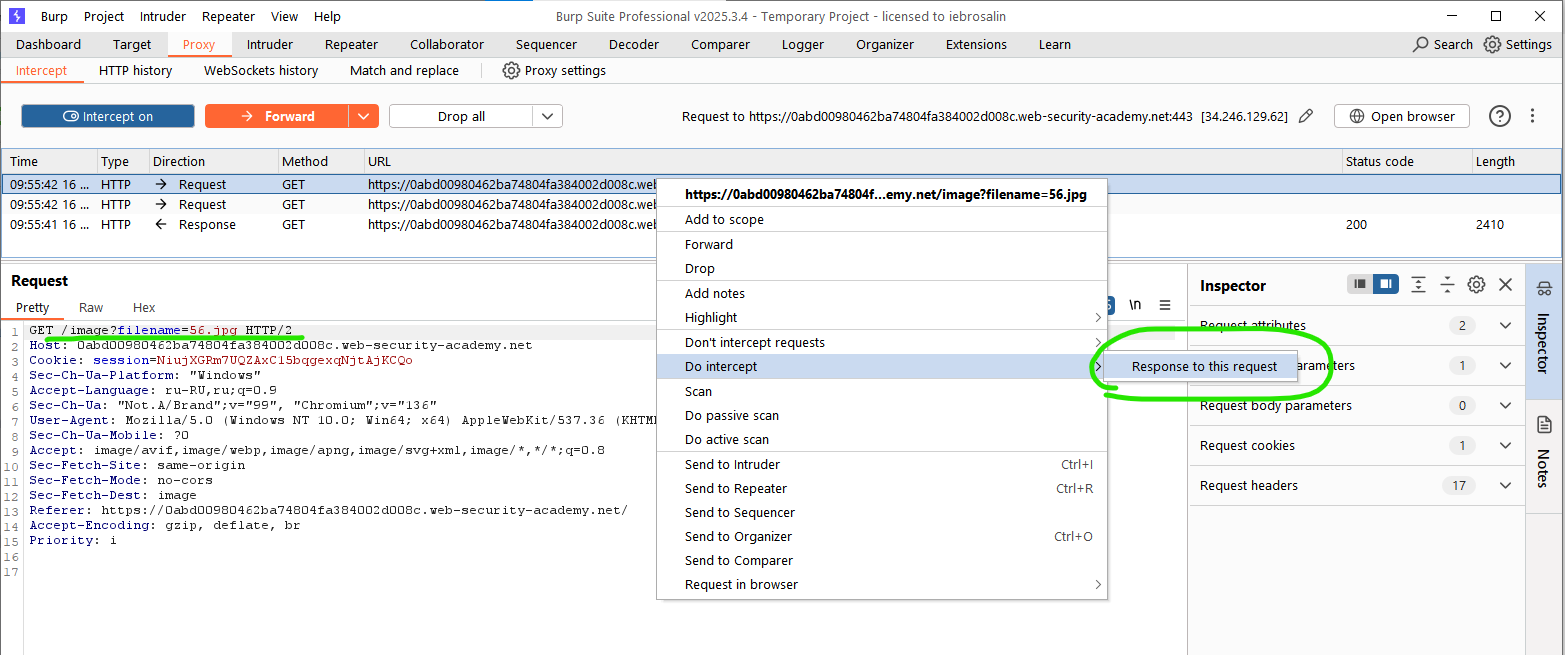 Burp Project Intruder Repeater View Help Burp Suite Professional v2025.3.4 - Temporary Project - licensed to iebrosalin
Dashboard Target Proxy Intruder Repeater Collaborator Sequencer Decoder Comparer Logger Organizer Extensions Learn Search Settings
Intercept HTTP history WebSockets history Match and replace Proxy settings
Intercept on Forward Drop all Request to https://0abd00980462ba74804fa384002d008c.web-security-academy.net:443 [34.246.129.62] Open browser
Time Type Direction Method URL Status code Length
09:55:42 16 ... HTTP → Request GET https://0abd00980462ba74804fa384002d008c.wel
09:55:42 16 ... HTTP → Request GET https://0abd00980462ba74804fa384002d008c.wel
09:55:41 16 ... HTTP ← Response GET https://0abd00980462ba74804fa384002d008c.wel 200 2410
https://0abd00980462ba74804f...emy.net/image?filename=56.jpg
Add to scope
Forward
Drop
Add notes
Highlight
Don't intercept requests
Do intercept
Response to this request
Scan
Do passive scan
Do active scan
Send to Intruder Ctrl+I
Send to Repeater Ctrl+R
Send to Sequencer
Send to Organizer Ctrl+O
Send to Comparer
Request in browser
Request
Pretty Raw Hex \n
1 GET /image?filename=56.jpg HTTP/2
2 Host: 0abd00980462ba74804fa384002d008c.web-security-academy.net
3 Cookie: session=NiujXGRm7UQZAxC15bqgexqNjtAjKCQo
4 Sec-Ch-Ua-Platform: "Windows"
5 Accept-Language: ru-RU,ru;q=0.9
6 Sec-Ch-Ua: "Not.A/Brand";v="99", "Chromium";v="136"
7 User-Agent: Mozilla/5.0 (Windows NT 10.0; Win64; x64) AppleWebKit/537.36 (KHTML
8 Sec-Ch-Ua-Mobile: ?0
9 Accept: image/avif,image/webp,image/apng,image/svg+xml,image/*,*/*;q=0.8
10 Sec-Fetch-Site: same-origin
11 Sec-Fetch-Mode: no-cors
12 Sec-Fetch-Dest: image
13 Referer: https://0abd00980462ba74804fa384002d008c.web-security-academy.net/
14 Accept-Encoding: gzip, deflate, br
15 Priority: i
16
17
Inspector
Request attributes 2
arameters 1
Request body parameters 0
Request cookies 1
Request headers 17
Inspector
Notes